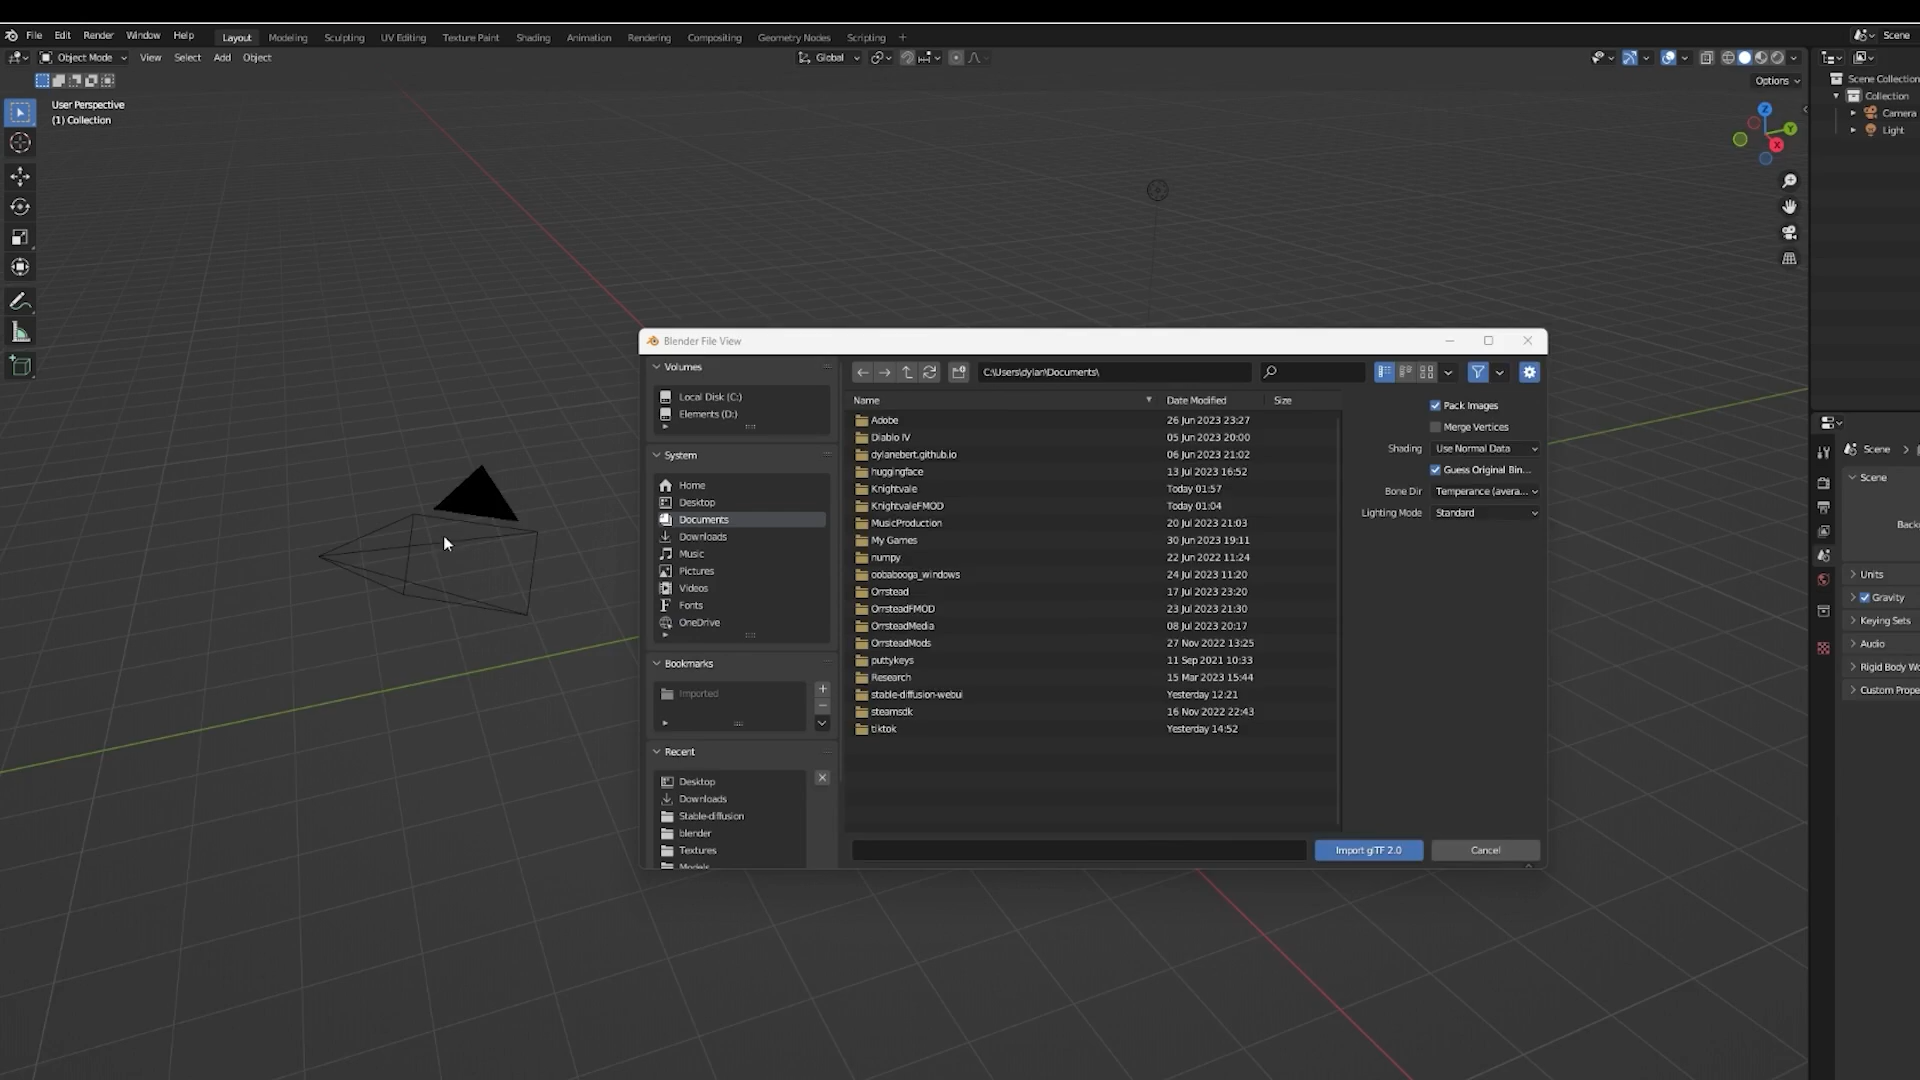 File Edit Render Window Help Layout Modeling Sculpting UV Editing Texture Paint Shading Animation Rendering Compositing Geometry Nodes Scripting + Scene
Object Mode View Select Add Object Global
Options
User Perspective
(1) Collection
Z
Y
X
Scene Collection
Collection
Camera
Light
Blender File View
Volumes
Local Disk (C:)
Elements (D:)
System
Home
Desktop
Documents
Downloads
Music
Pictures
Videos
Fonts
OneDrive
Bookmarks
Imported
Recent
Desktop
Downloads
Stable-diffusion
blender
Textures
Models
C:\Users\dylan\Documents\
Name Date Modified Size
Adobe 26 Jun 2023 23:27
Diablo IV 05 Jun 2023 20:00
dylanebert.github.io 06 Jun 2023 21:02
huggingface 13 Jul 2023 16:52
Knightvale Today 01:57
KnightvaleFMOD Today 01:04
MusicProduction 20 Jul 2023 21:03
My Games 30 Jun 2023 19:11
numpy 22 Jun 2022 11:24
oobabooga_windows 24 Jul 2023 11:20
Orrstead 17 Jul 2023 23:20
OrrsteadFMOD 23 Jul 2023 21:30
OrrsteadMedia 08 Jul 2023 20:17
OrrsteadMods 27 Nov 2022 13:25
puttykeys 11 Sep 2021 10:33
Research 15 Mar 2023 15:44
stable-diffusion-webui Yesterday 12:21
steamsdk 16 Nov 2022 22:43
tiktok Yesterday 14:52
Pack Images
Merge Vertices
Shading Use Normal Data
Guess Original Bin...
Bone Dir Temperance (avera...
Lighting Mode Standard
Import glTF 2.0 Cancel
Scene
Scene
Back
Units
Gravity
Keying Sets
Audio
Rigid Body Wo
Custom Prope